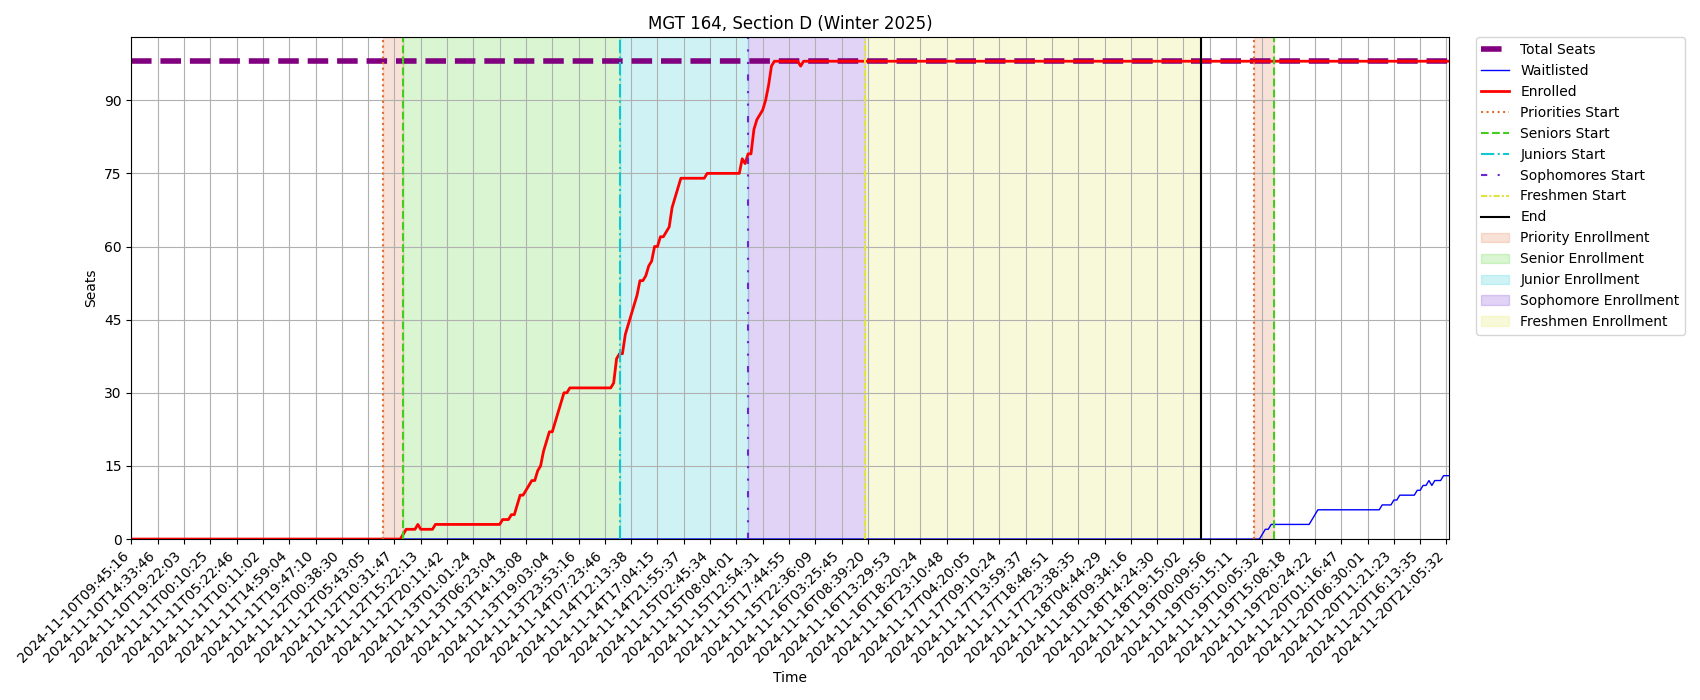 MGT 164, Section D (Winter 2025)
Total Seats
Waitlisted
Enrolled
Priorities Start
Seniors Start
Juniors Start
Sophomores Start
Freshmen Start
End
Priority Enrollment
Senior Enrollment
Junior Enrollment
Sophomore Enrollment
Freshmen Enrollment
Seats
90
75
60
45
30
15
0
2024-11-10T09:45:16
2024-11-10T14:33:46
2024-11-10T19:22:03
2024-11-11T00:10:25
2024-11-11T05:22:46
2024-11-11T10:11:02
2024-11-11T14:59:04
2024-11-11T19:47:10
2024-11-12T00:38:30
2024-11-12T05:43:05
2024-11-12T10:31:47
2024-11-12T15:22:13
2024-11-12T20:11:42
2024-11-13T01:01:24
2024-11-13T06:23:04
2024-11-13T14:13:08
2024-11-13T19:03:04
2024-11-13T23:53:16
2024-11-14T07:23:46
2024-11-14T12:13:38
2024-11-14T17:04:15
2024-11-14T21:55:37
2024-11-15T02:45:34
2024-11-15T08:04:01
2024-11-15T12:54:31
2024-11-15T17:44:55
2024-11-15T22:36:09
2024-11-16T03:25:45
2024-11-16T08:39:20
2024-11-16T13:29:53
2024-11-16T18:20:24
2024-11-16T23:10:48
2024-11-17T04:20:05
2024-11-17T09:10:24
2024-11-17T13:59:37
2024-11-17T18:48:51
2024-11-17T23:38:35
2024-11-18T04:44:29
2024-11-18T09:34:16
2024-11-18T14:24:30
2024-11-18T19:15:02
2024-11-19T00:09:56
2024-11-19T05:15:11
2024-11-19T10:05:32
2024-11-19T15:08:18
2024-11-19T20:24:22
2024-11-20T01:16:47
2024-11-20T06:30:01
2024-11-20T11:21:23
2024-11-20T16:13:35
2024-11-20T21:05:32
Time